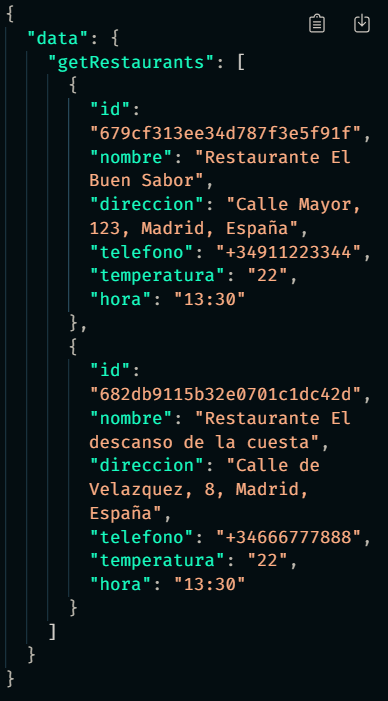 {
"data": {
"getRestaurants": [
{
"id":
"679cf313ee34d787f3e5f91f",
"nombre": "Restaurante El
Buen Sabor",
"direccion": "Calle Mayor,
123, Madrid, España",
"telefono": "+34911223344",
"temperatura": "22",
"hora": "13:30"
},
{
"id":
"682db9115b32e0701c1dc42d",
"nombre": "Restaurante El
descanso de la cuesta",
"direccion": "Calle de
Velazquez, 8, Madrid,
España",
"telefono": "+34666777888",
"temperatura": "22",
"hora": "13:30"
}
]
}
}